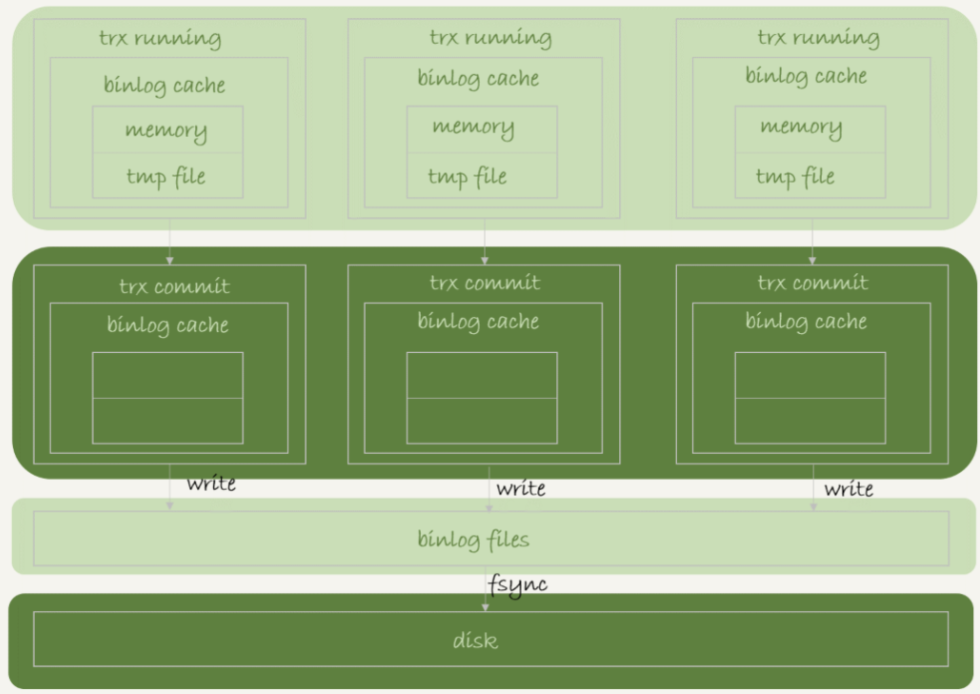 trx running
binlog cache
memory
tmp file
trx running
binlog cache
memory
tmp file
trx running
binlog cache
memory
tmp file
trx commit
binlog cache
trx commit
binlog cache
trx commit
binlog cache
write
write
write
binlog files
fsync
disk